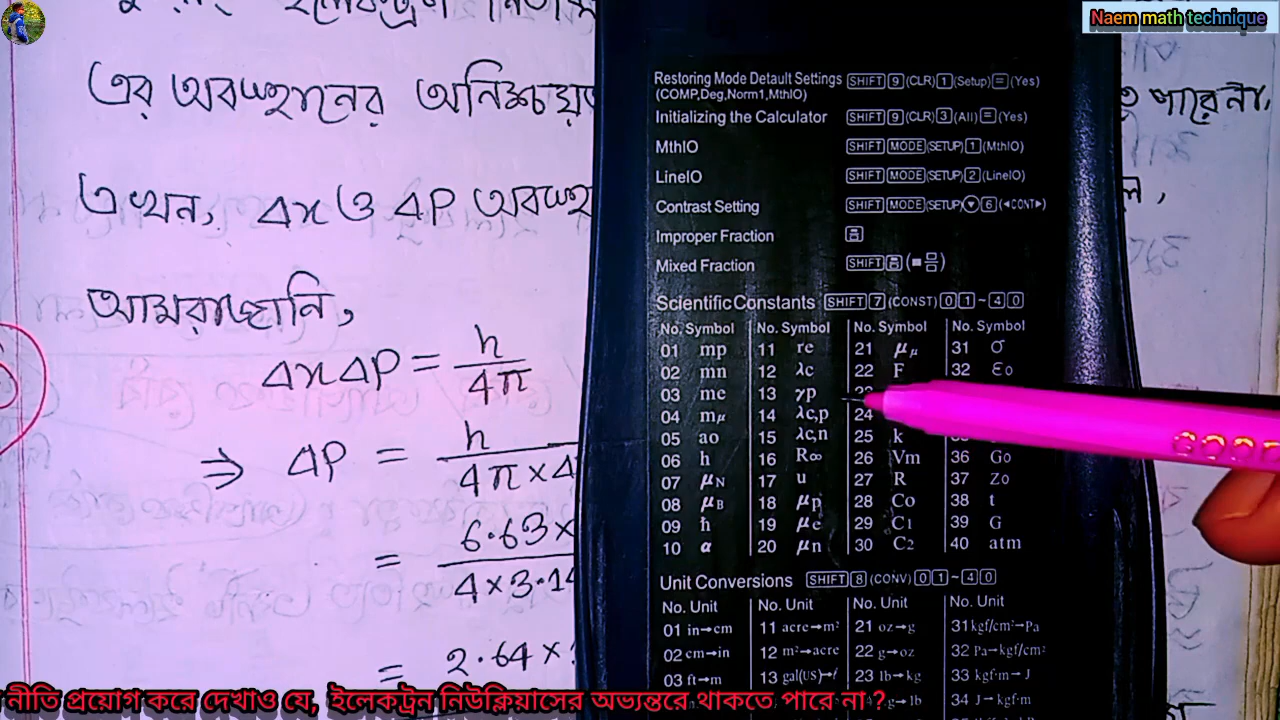 Naem math technique
এর অবস্থানের অনিশ্চয়
পারে না,
এখন, Δx ও ΔP অবস্থ
আমরা জানি,
ΔxΔP = h/4π
⇒ ΔP = h/4π×4
= 6.63×/4×3.14
= 2.64×
Restoring Mode Default Settings SHIFT 9 (CLR) 1 (Setup) = (Yes)
(COMP,Deg,Norm1,MthIO)
Initializing the Calculator SHIFT 9 (CLR) 3 (All) = (Yes)
MthIO SHIFT MODE (SETUP) 1 (MthIO)
LineIO SHIFT MODE (SETUP) 2 (LineIO)
Contrast Setting SHIFT MODE (SETUP) ▼ 6 (◄CONT►)
Improper Fraction
Mixed Fraction SHIFT
Scientific Constants SHIFT 7 (CONST) 0 1 ~ 4 0
No. Symbol No. Symbol No. Symbol No. Symbol
01 mp 11 re 21 μμ 31 σ
02 mn 12 λc 22 F 32 εo
03 me 13 γp
04 mμ 14 λc,p 24
05 ao 15 λc,n 25 k
06 h 16 R∞ 26 Vm 36 Go
07 μN 17 u 27 R 37 Zo
08 μB 18 μp 28 Co 38 t
09 ħ 19 μe 29 C1 39 G
10 α 20 μn 30 C2 40 atm
Unit Conversions SHIFT 8 (CONV) 0 1 ~ 4 0
No. Unit No. Unit No. Unit No. Unit
01 in→cm 11 acre→m² 21 oz→g 31 kgf/cm²→Pa
02 cm→in 12 m²→acre 22 g→oz 32 Pa→kgf/cm²
03 ft→m 13 gal(US)→ℓ 23 lb→kg 33 kgf·m→J
g→lb 34 J→kgf·m
নীতি প্রয়োগ করে দেখাও যে, ইলেকট্রন নিউক্লিয়াসের অভ্যন্তরে থাকতে পারে না ?